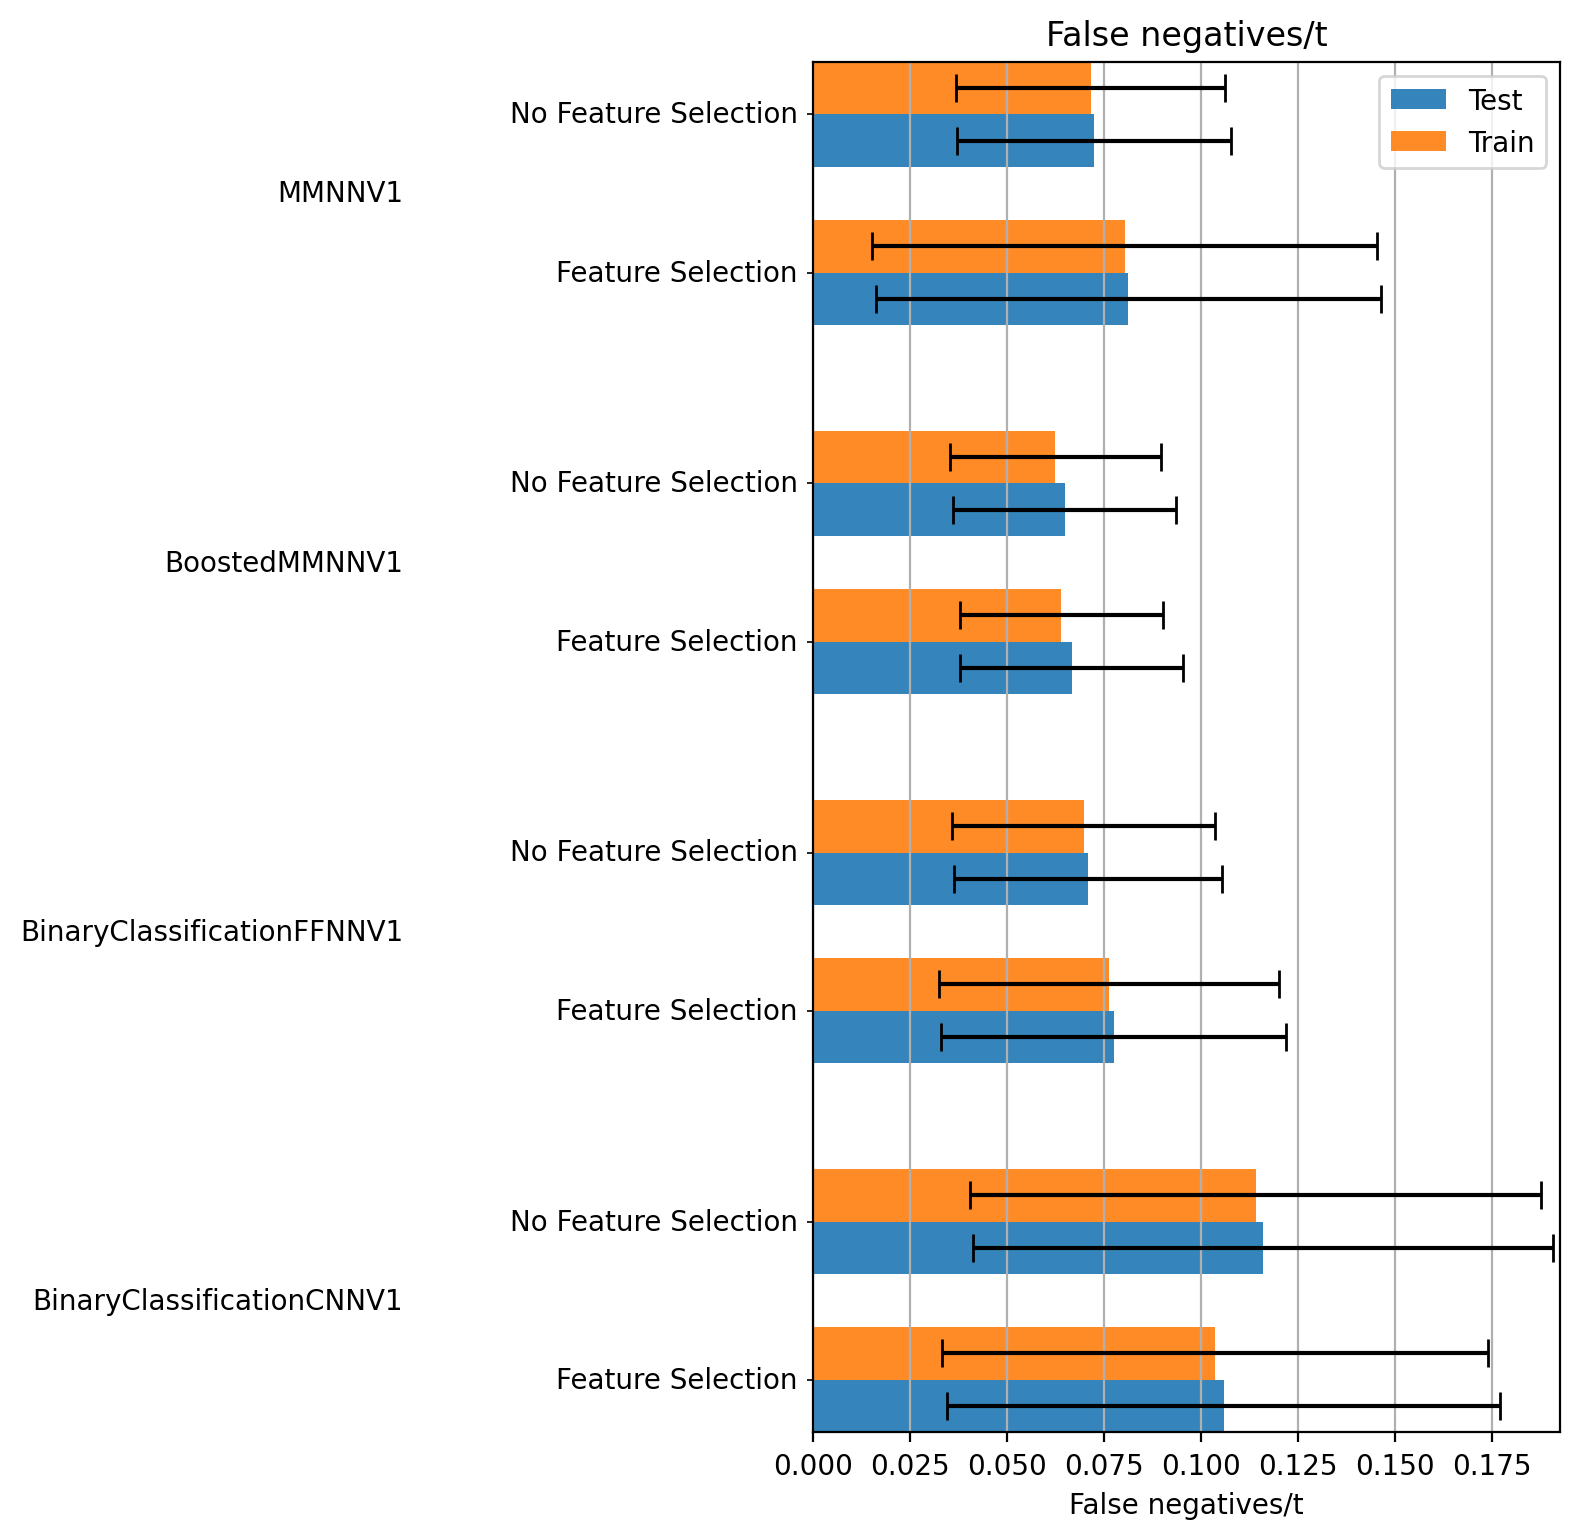 False negatives/t
Test
Train
No Feature Selection
MMNNV1
Feature Selection
No Feature Selection
BoostedMMNNV1
Feature Selection
No Feature Selection
BinaryClassificationFFNNV1
Feature Selection
No Feature Selection
BinaryClassificationCNNV1
Feature Selection
0.000 0.025 0.050 0.075 0.100 0.125 0.150 0.175
False negatives/t